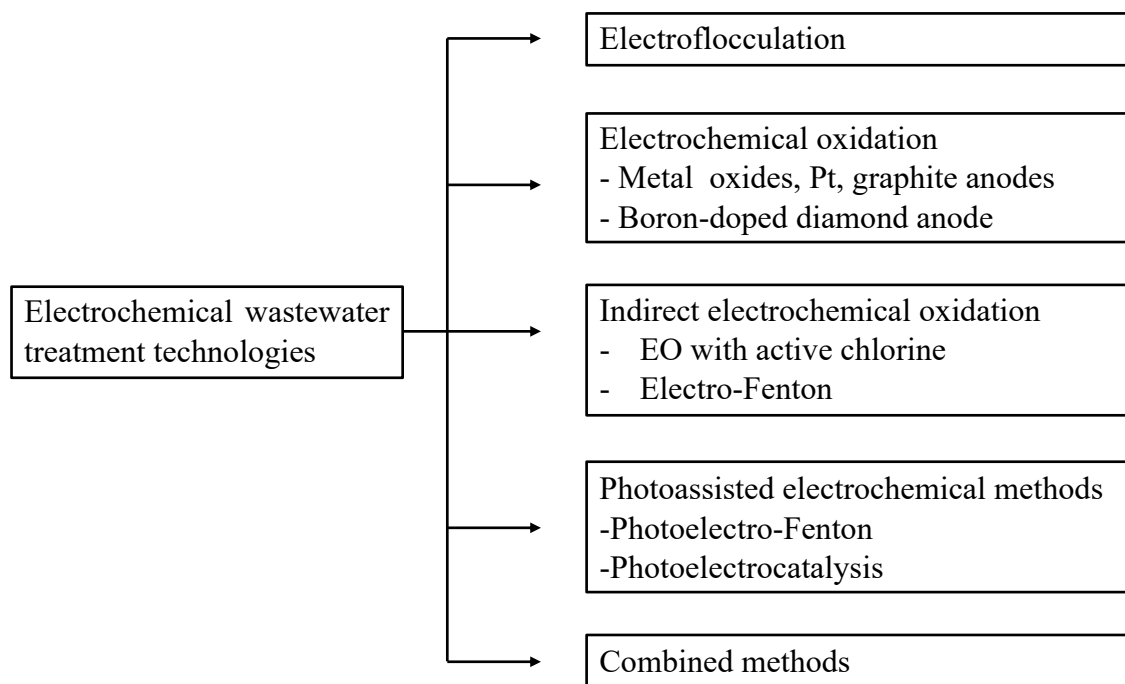 Electroflocculation
Electrochemical oxidation
- Metal oxides, Pt, graphite anodes
- Boron-doped diamond anode
Electrochemical wastewater
treatment technologies
Indirect electrochemical oxidation
- EO with active chlorine
- Electro-Fenton
Photoassisted electrochemical methods
-Photoelectro-Fenton
-Photoelectrocatalysis
Combined methods